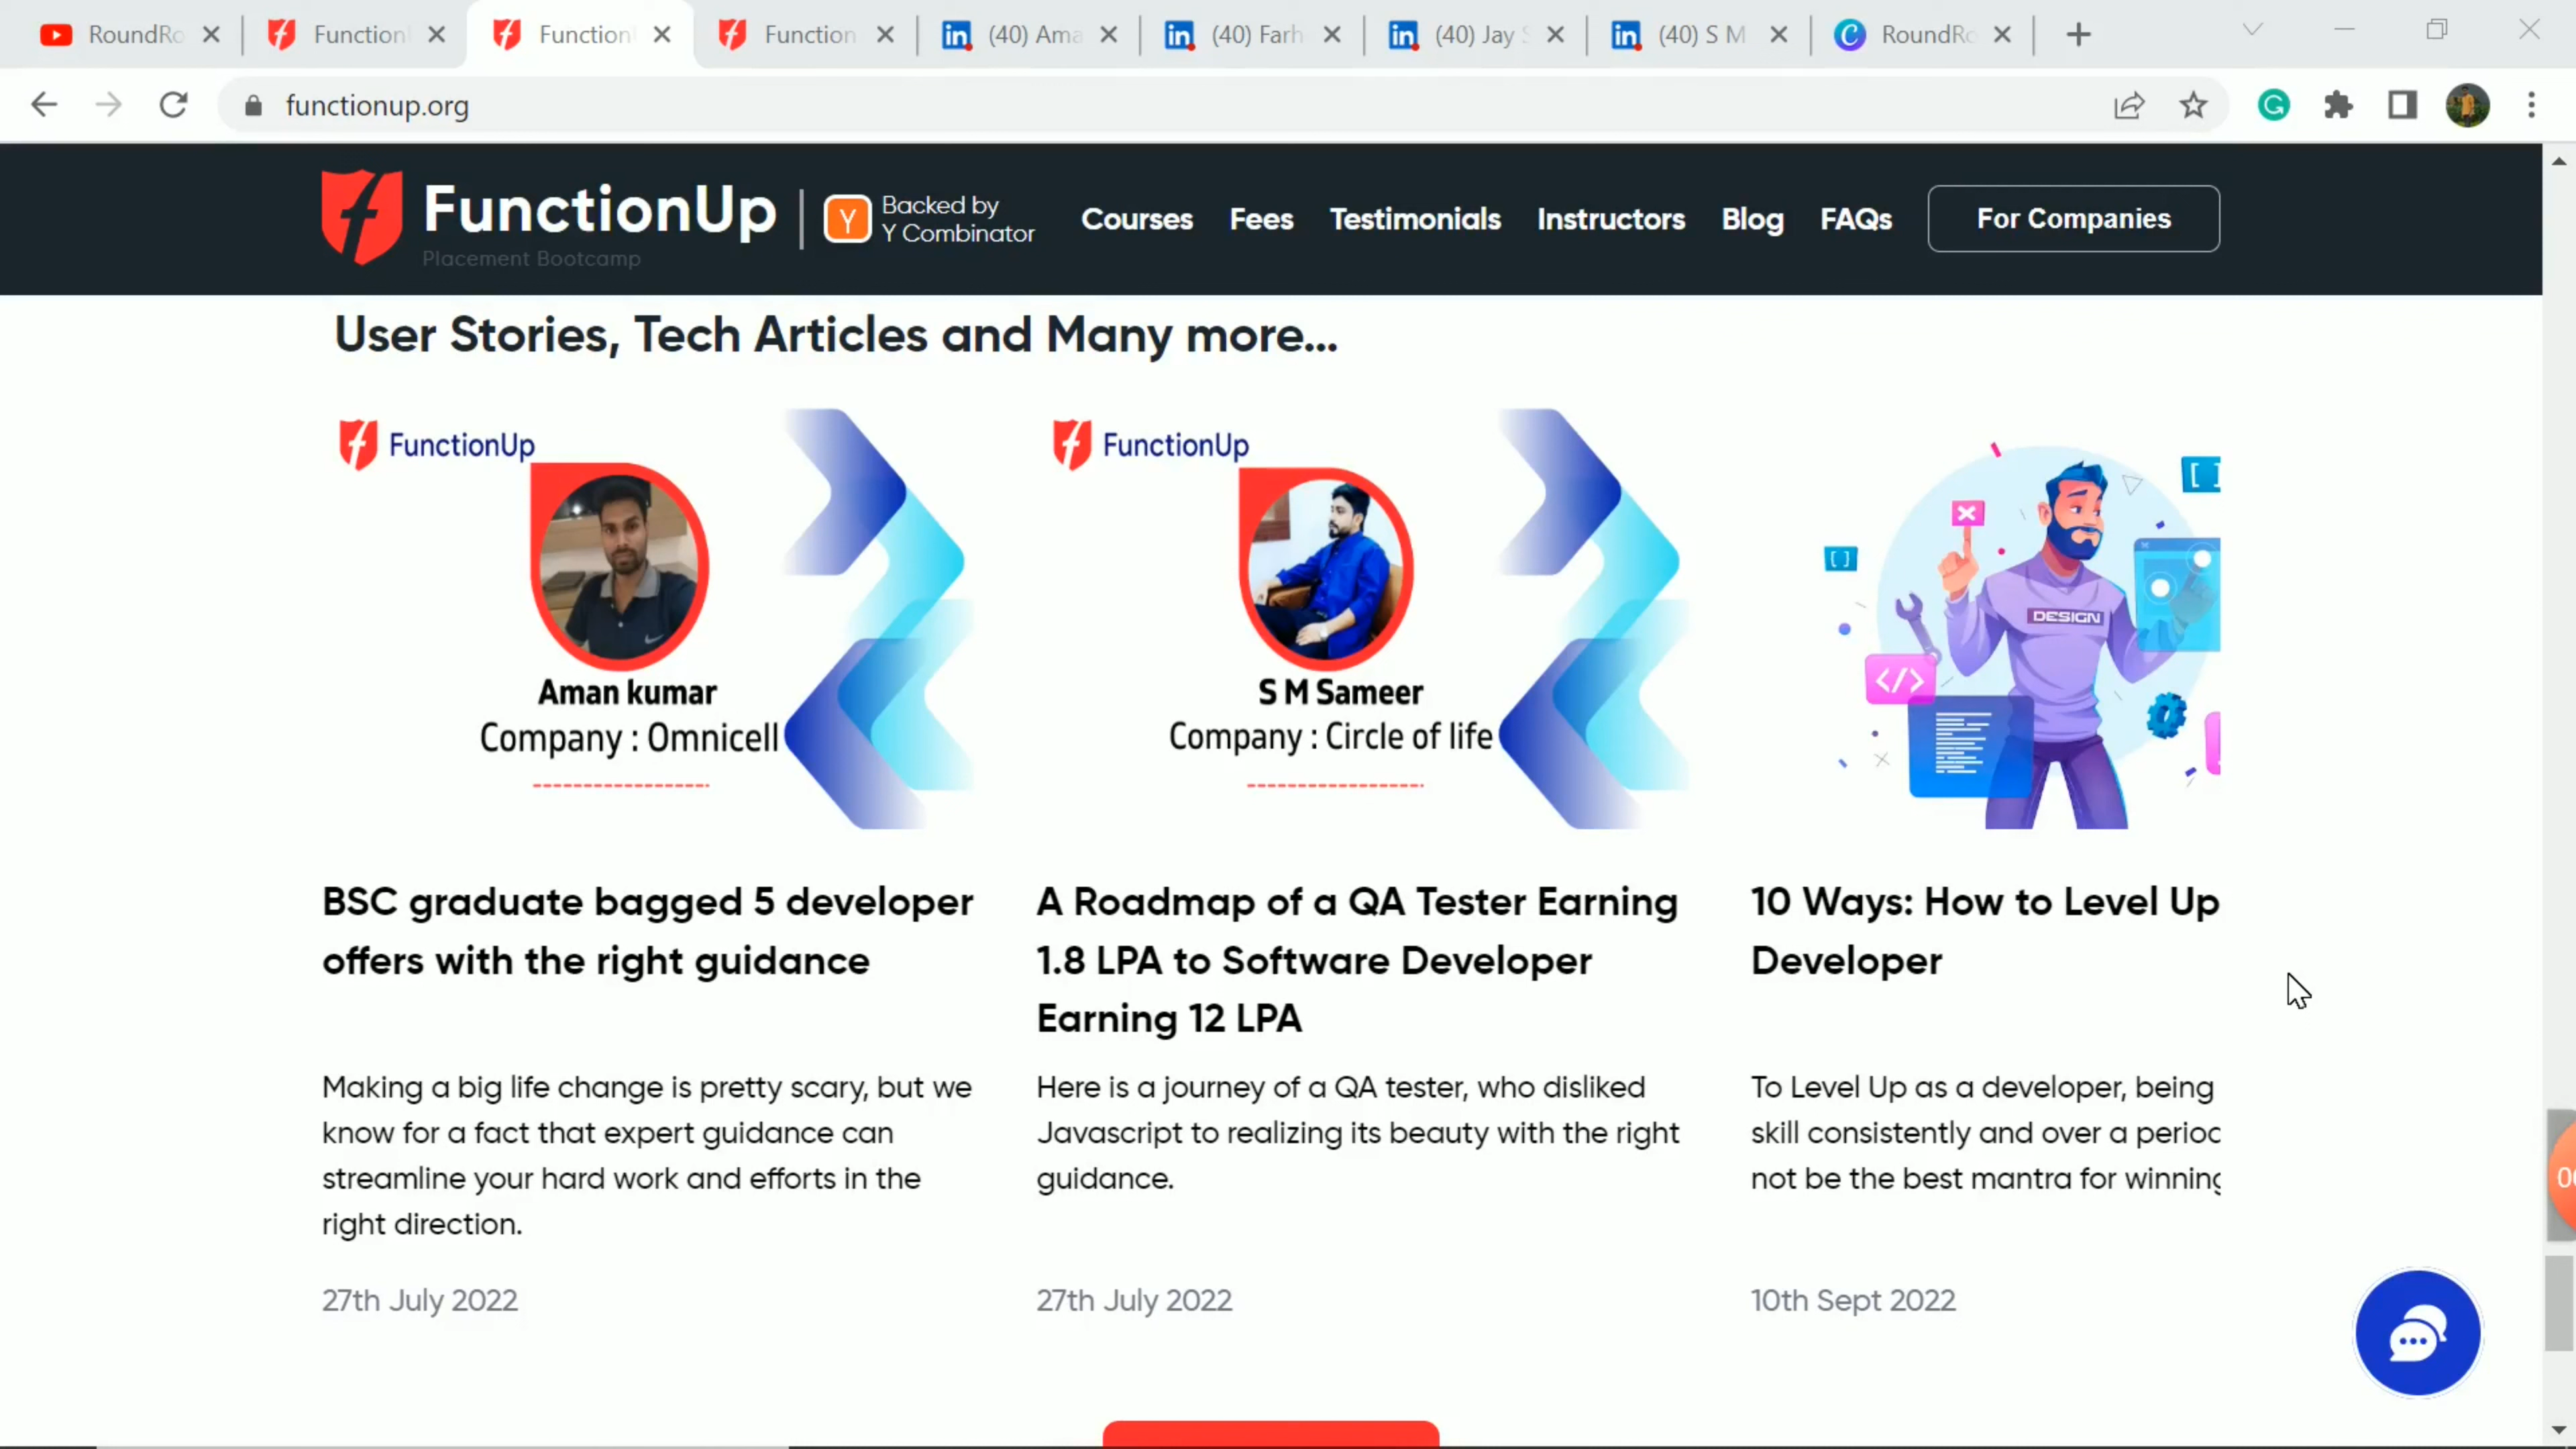 RoundRo
Function
Function
Function
(40) Ama
(40) Farh
(40) Jay S
(40) S M
RoundRo
functionup.org
FunctionUp
Placement Bootcamp
Y
Backed by
Y Combinator
Courses
Fees
Testimonials
Instructors
Blog
FAQs
For Companies
User Stories, Tech Articles and Many more...
FunctionUp
Aman kumar
Company : Omnicell
FunctionUp
S M Sameer
Company : Circle of life
[ ]
[ ]
DESIGN
</>
BSC graduate bagged 5 developer
offers with the right guidance
Making a big life change is pretty scary, but we
know for a fact that expert guidance can
streamline your hard work and efforts in the
right direction.
27th July 2022
A Roadmap of a QA Tester Earning
1.8 LPA to Software Developer
Earning 12 LPA
Here is a journey of a QA tester, who disliked
Javascript to realizing its beauty with the right
guidance.
27th July 2022
10 Ways: How to Level Up
Developer
To Level Up as a developer, being
skill consistently and over a perioc
not be the best mantra for winning
10th Sept 2022